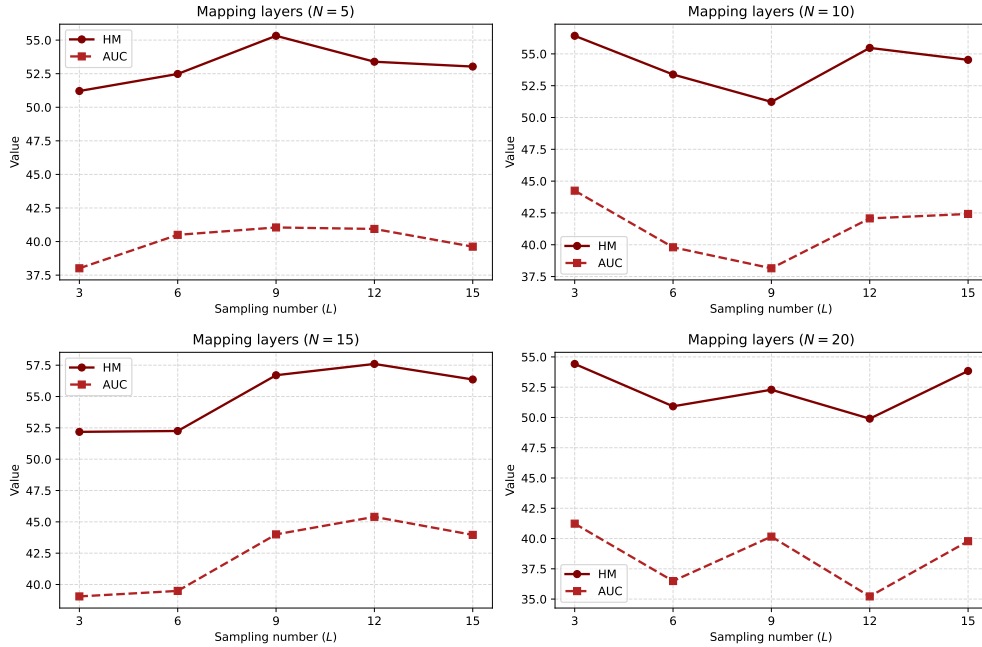 Mapping layers (N = 5)
55.0
52.5
50.0
47.5
45.0
42.5
40.0
37.5
Value
HM
AUC
3 6 9 12 15
Sampling number (L)
Mapping layers (N = 10)
55.0
52.5
50.0
47.5
45.0
42.5
40.0
37.5
Value
HM
AUC
3 6 9 12 15
Sampling number (L)
Mapping layers (N = 15)
57.5
55.0
52.5
50.0
47.5
45.0
42.5
40.0
Value
HM
AUC
3 6 9 12 15
Sampling number (L)
Mapping layers (N = 20)
55.0
52.5
50.0
47.5
45.0
42.5
40.0
37.5
35.0
Value
HM
AUC
3 6 9 12 15
Sampling number (L)